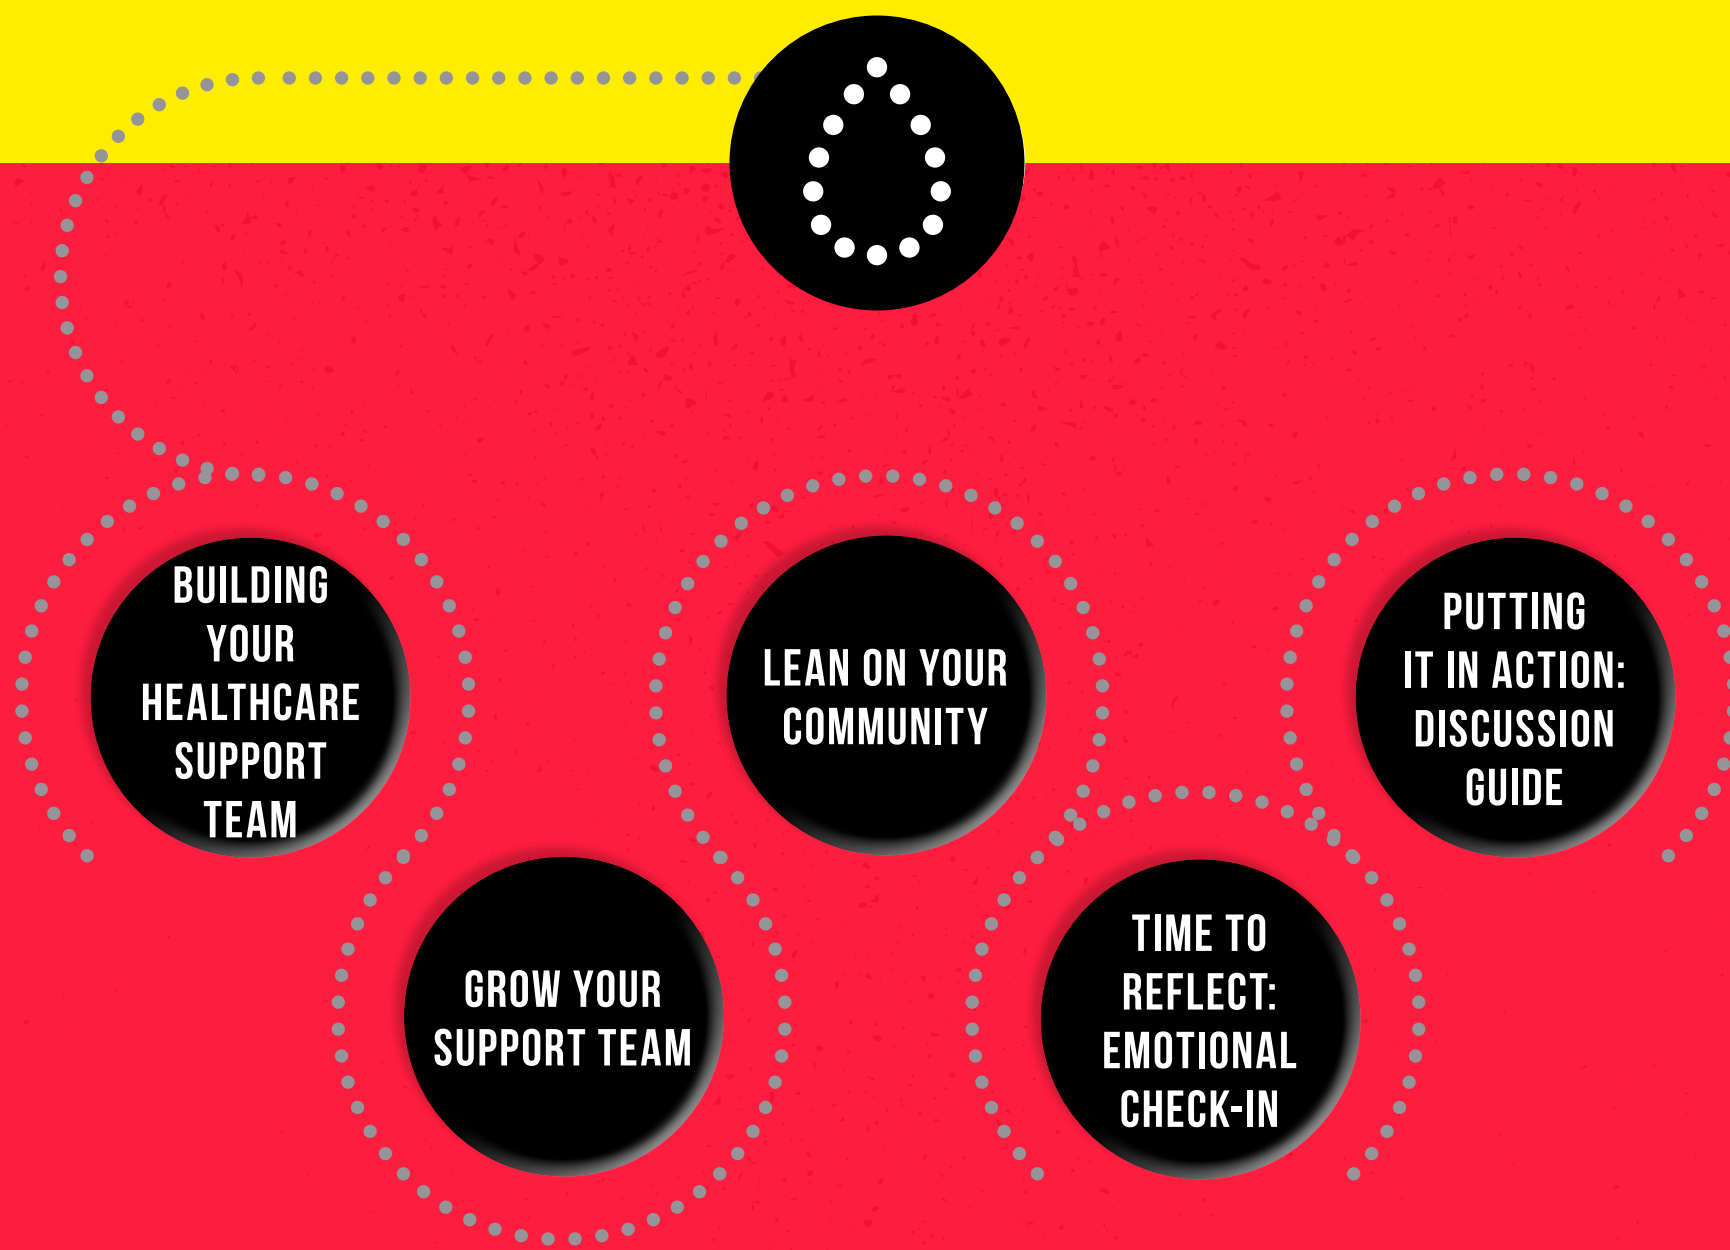 BUILDING
YOUR
HEALTHCARE
SUPPORT
TEAM
GROW YOUR
SUPPORT TEAM
LEAN ON YOUR
COMMUNITY
TIME TO
REFLECT:
EMOTIONAL
CHECK-IN
PUTTING
IT IN ACTION:
DISCUSSION
GUIDE